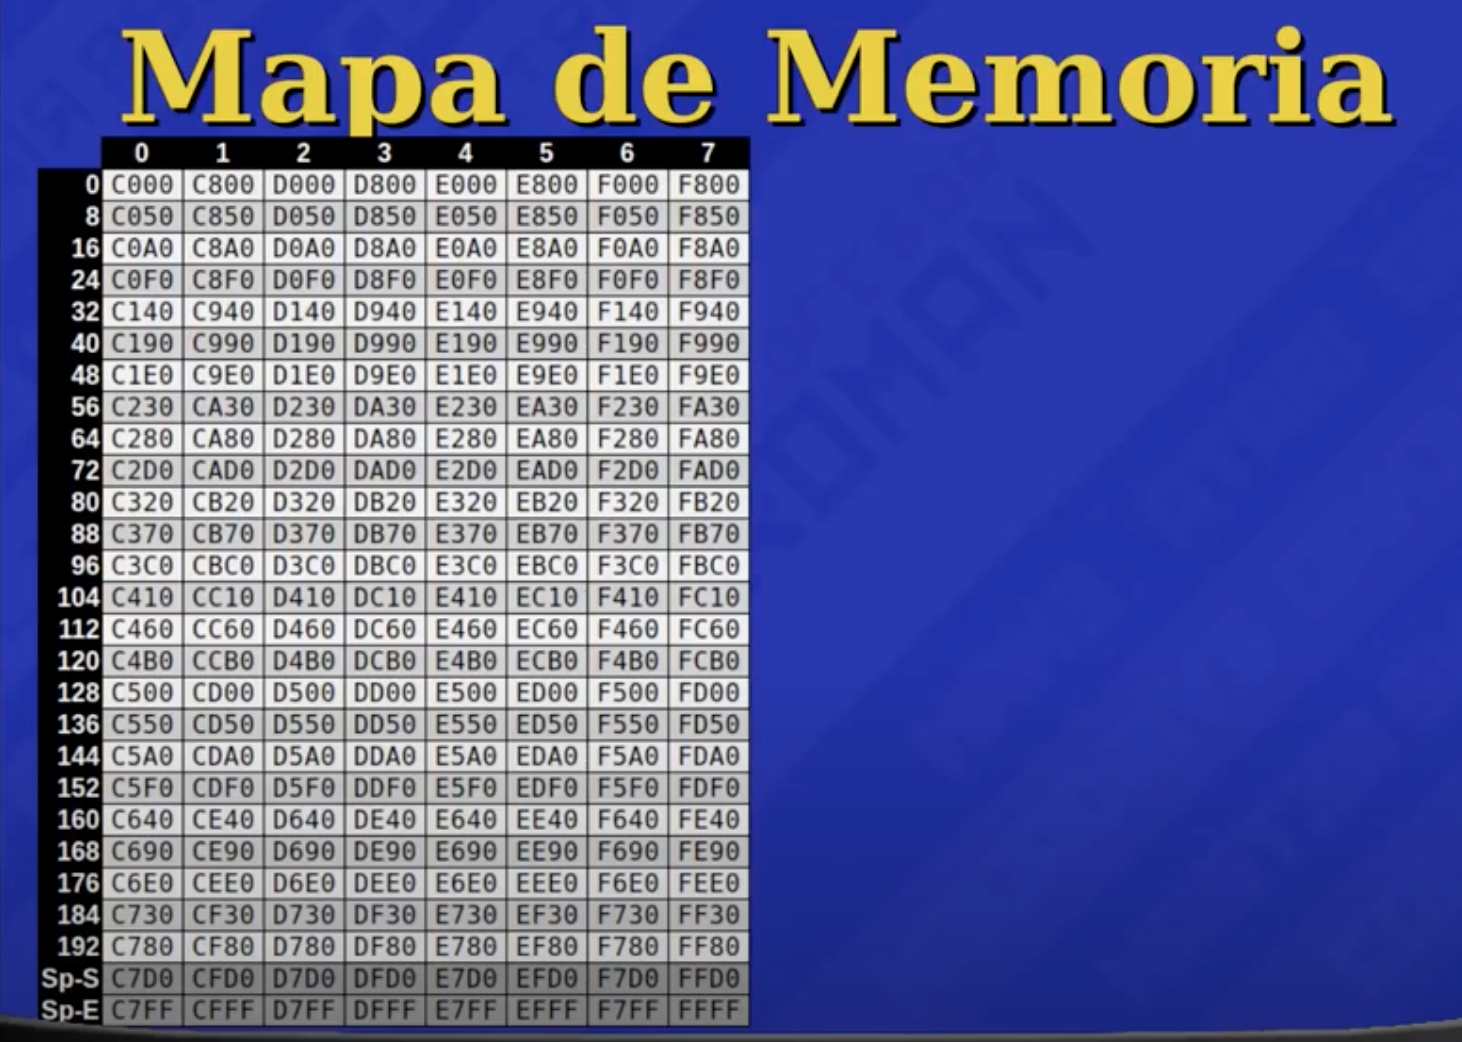 Mapa de Memoria
0 1 2 3 4 5 6 7
0 C000 C800 D000 D800 E000 E800 F000 F800
8 C050 C850 D050 D850 E050 E850 F050 F850
16 C0A0 C8A0 D0A0 D8A0 E0A0 E8A0 F0A0 F8A0
24 C0F0 C8F0 D0F0 D8F0 E0F0 E8F0 F0F0 F8F0
32 C140 C940 D140 D940 E140 E940 F140 F940
40 C190 C990 D190 D990 E190 E990 F190 F990
48 C1E0 C9E0 D1E0 D9E0 E1E0 E9E0 F1E0 F9E0
56 C230 CA30 D230 DA30 E230 EA30 F230 FA30
64 C280 CA80 D280 DA80 E280 EA80 F280 FA80
72 C2D0 CAD0 D2D0 DAD0 E2D0 EAD0 F2D0 FAD0
80 C320 CB20 D320 DB20 E320 EB20 F320 FB20
88 C370 CB70 D370 DB70 E370 EB70 F370 FB70
96 C3C0 CBC0 D3C0 DBC0 E3C0 EBC0 F3C0 FBC0
104 C410 CC10 D410 DC10 E410 EC10 F410 FC10
112 C460 CC60 D460 DC60 E460 EC60 F460 FC60
120 C4B0 CCB0 D4B0 DCB0 E4B0 ECB0 F4B0 FCB0
128 C500 CD00 D500 DD00 E500 ED00 F500 FD00
136 C550 CD50 D550 DD50 E550 ED50 F550 FD50
144 C5A0 CDA0 D5A0 DDA0 E5A0 EDA0 F5A0 FDA0
152 C5F0 CDF0 D5F0 DDF0 E5F0 EDF0 F5F0 FDF0
160 C640 CE40 D640 DE40 E640 EE40 F640 FE40
168 C690 CE90 D690 DE90 E690 EE90 F690 FE90
176 C6E0 CEE0 D6E0 DEE0 E6E0 EEE0 F6E0 FEE0
184 C730 CF30 D730 DF30 E730 EF30 F730 FF30
192 C780 CF80 D780 DF80 E780 EF80 F780 FF80
Sp-S C7D0 CFD0 D7D0 DFD0 E7D0 EFD0 F7D0 FFD0
Sp-E C7FF CFFF D7FF DFFF E7FF EFFF F7FF FFFF